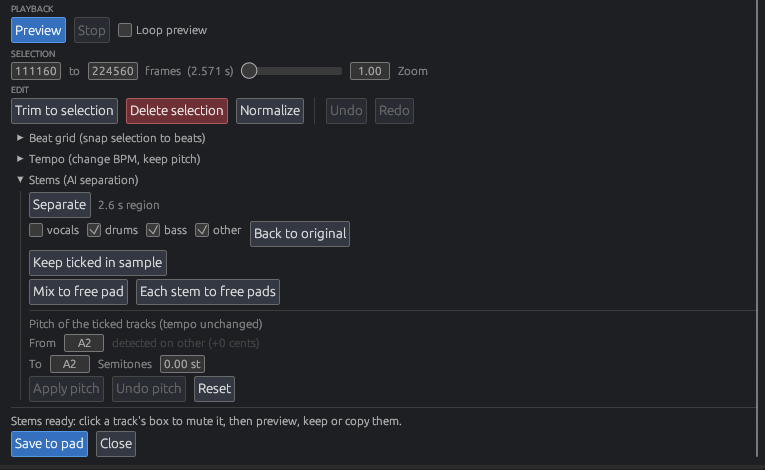 PLAYBACK
Preview Stop Loop preview
SELECTION
111160 to 224560 frames (2.571 s) 1.00 Zoom
EDIT
Trim to selection Delete selection Normalize Undo Redo
Beat grid (snap selection to beats)
Tempo (change BPM, keep pitch)
Stems (AI separation)
Separate 2.6 s region
vocals drums bass other Back to original
Keep ticked in sample
Mix to free pad Each stem to free pads
Pitch of the ticked tracks (tempo unchanged)
From A2 detected on other (+0 cents)
To A2 Semitones 0.00 st
Apply pitch Undo pitch Reset
Stems ready: click a track's box to mute it, then preview, keep or copy them.
Save to pad Close